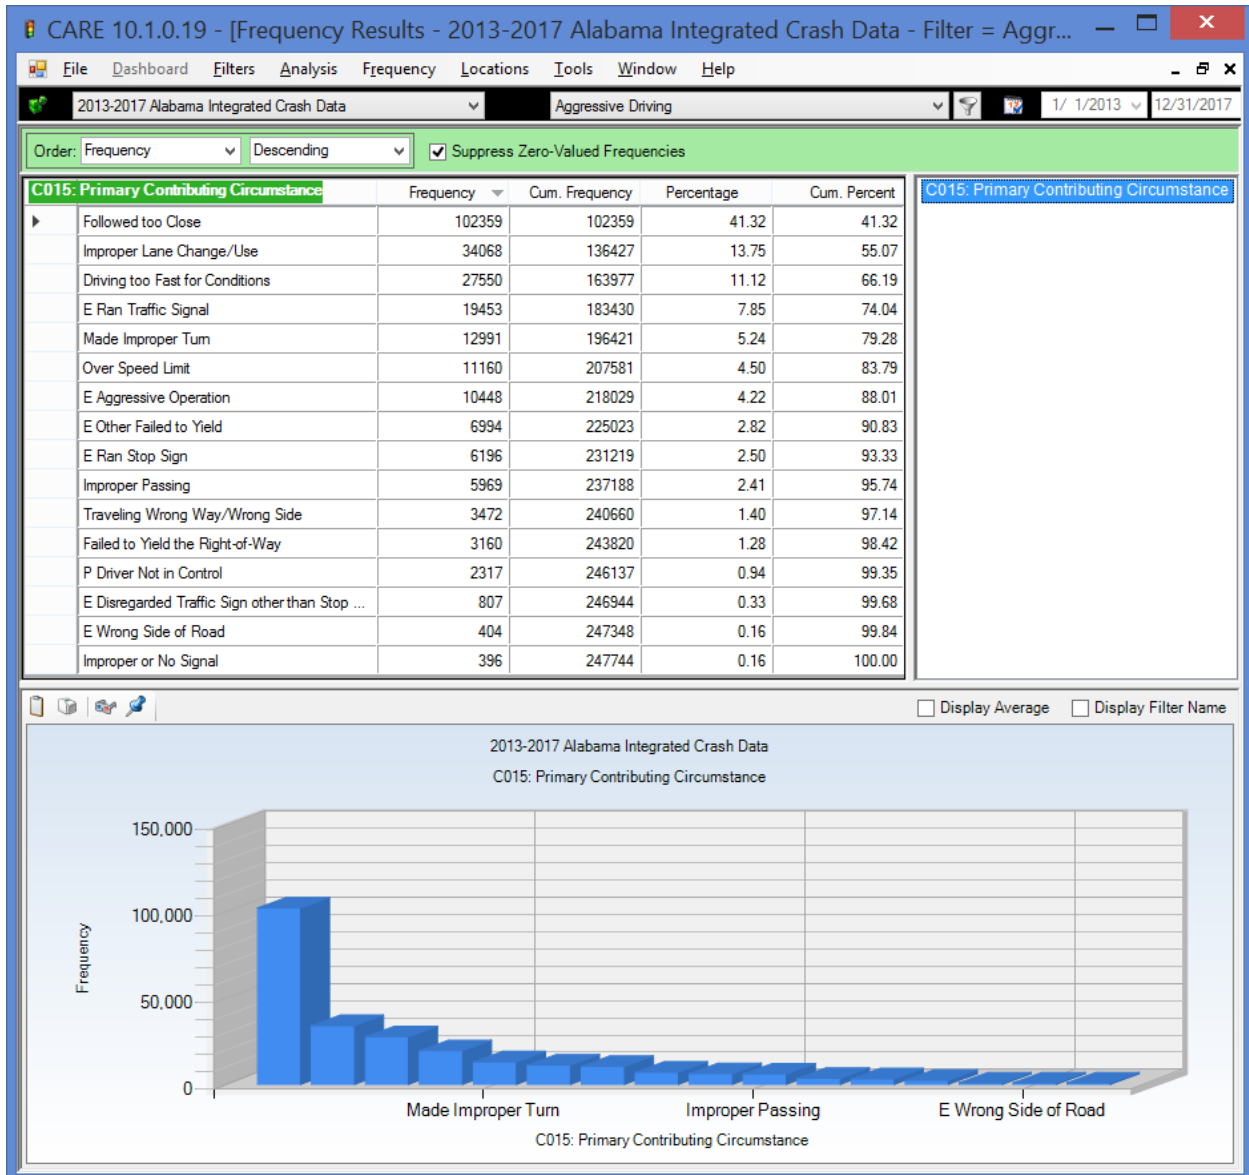 CARE 10.1.0.19 - [Frequency Results - 2013-2017 Alabama Integrated Crash Data - Filter = Aggr...
File Dashboard Filters Analysis Frequency Locations Tools Window Help
2013-2017 Alabama Integrated Crash Data Aggressive Driving 1/ 1/2013 12/31/2017
Order: Frequency Descending Suppress Zero-Valued Frequencies
C015: Primary Contributing Circumstance Frequency Cum. Frequency Percentage Cum. Percent C015: Primary Contributing Circumstance
Followed too Close 102359 102359 41.32 41.32
Improper Lane Change/Use 34068 136427 13.75 55.07
Driving too Fast for Conditions 27550 163977 11.12 66.19
E Ran Traffic Signal 19453 183430 7.85 74.04
Made Improper Turn 12991 196421 5.24 79.28
Over Speed Limit 11160 207581 4.50 83.79
E Aggressive Operation 10448 218029 4.22 88.01
E Other Failed to Yield 6994 225023 2.82 90.83
E Ran Stop Sign 6196 231219 2.50 93.33
Improper Passing 5969 237188 2.41 95.74
Traveling Wrong Way/Wrong Side 3472 240660 1.40 97.14
Failed to Yield the Right-of-Way 3160 243820 1.28 98.42
P Driver Not in Control 2317 246137 0.94 99.35
E Disregarded Traffic Sign other than Stop ... 807 246944 0.33 99.68
E Wrong Side of Road 404 247348 0.16 99.84
Improper or No Signal 396 247744 0.16 100.00
Display Average Display Filter Name
2013-2017 Alabama Integrated Crash Data
C015: Primary Contributing Circumstance
150,000
100,000
50,000
0
Frequency
Made Improper Turn Improper Passing E Wrong Side of Road
C015: Primary Contributing Circumstance